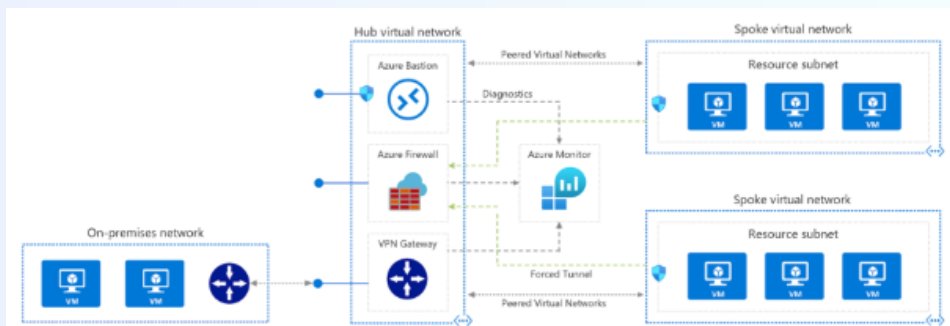 Hub virtual network
Spoke virtual network
Azure Bastion
Peered Virtual Networks
Resource subnet
Diagnostics
VM
VM
VM
Azure Firewall
Azure Monitor
Spoke virtual network
On-premises network
VPN Gateway
Resource subnet
VM
VM
Forced Tunnel
VM
VM
VM
Peered Virtual Networks